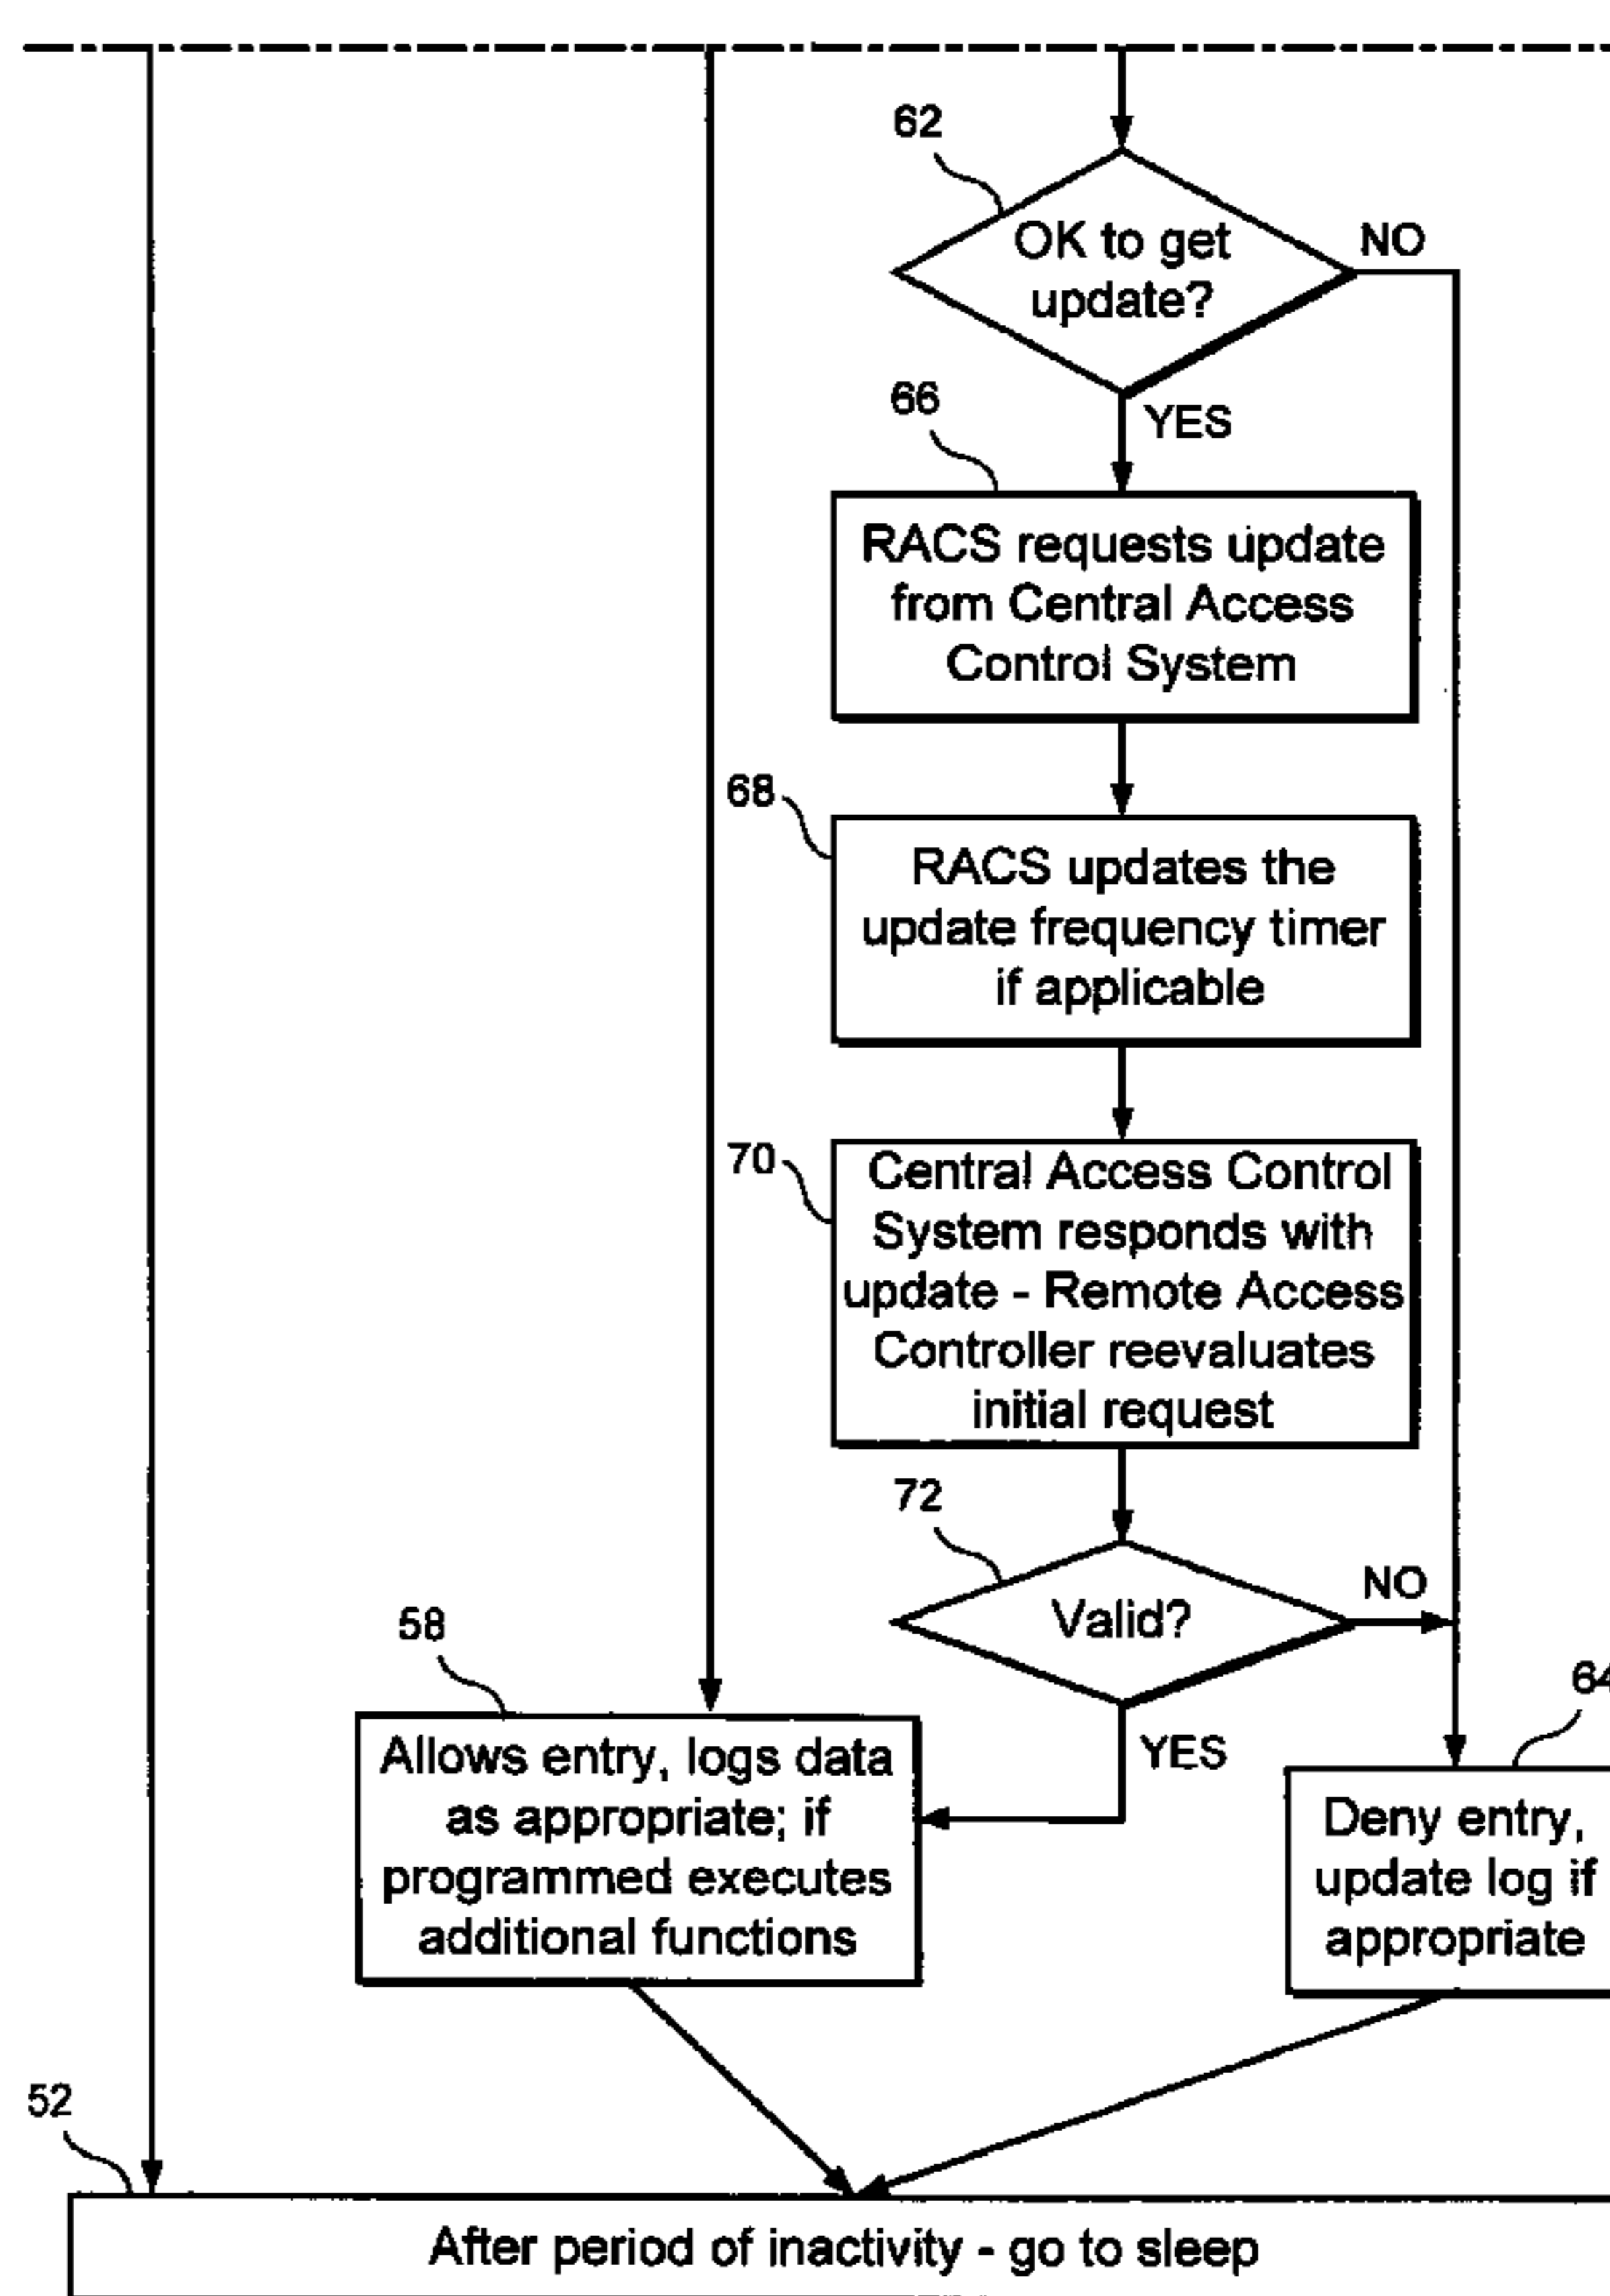 62
OK to get
update?
NO
YES
66
RACS requests update
from Central Access
Control System
68
RACS updates the
update frequency timer
if applicable
70
Central Access Control
System responds with
update - Remote Access
Controller reevaluates
initial request
72
Valid?
NO
YES
58
Allows entry, logs data
as appropriate; if
programmed executes
additional functions
64
Deny entry,
update log if
appropriate
52
After period of inactivity - go to sleep